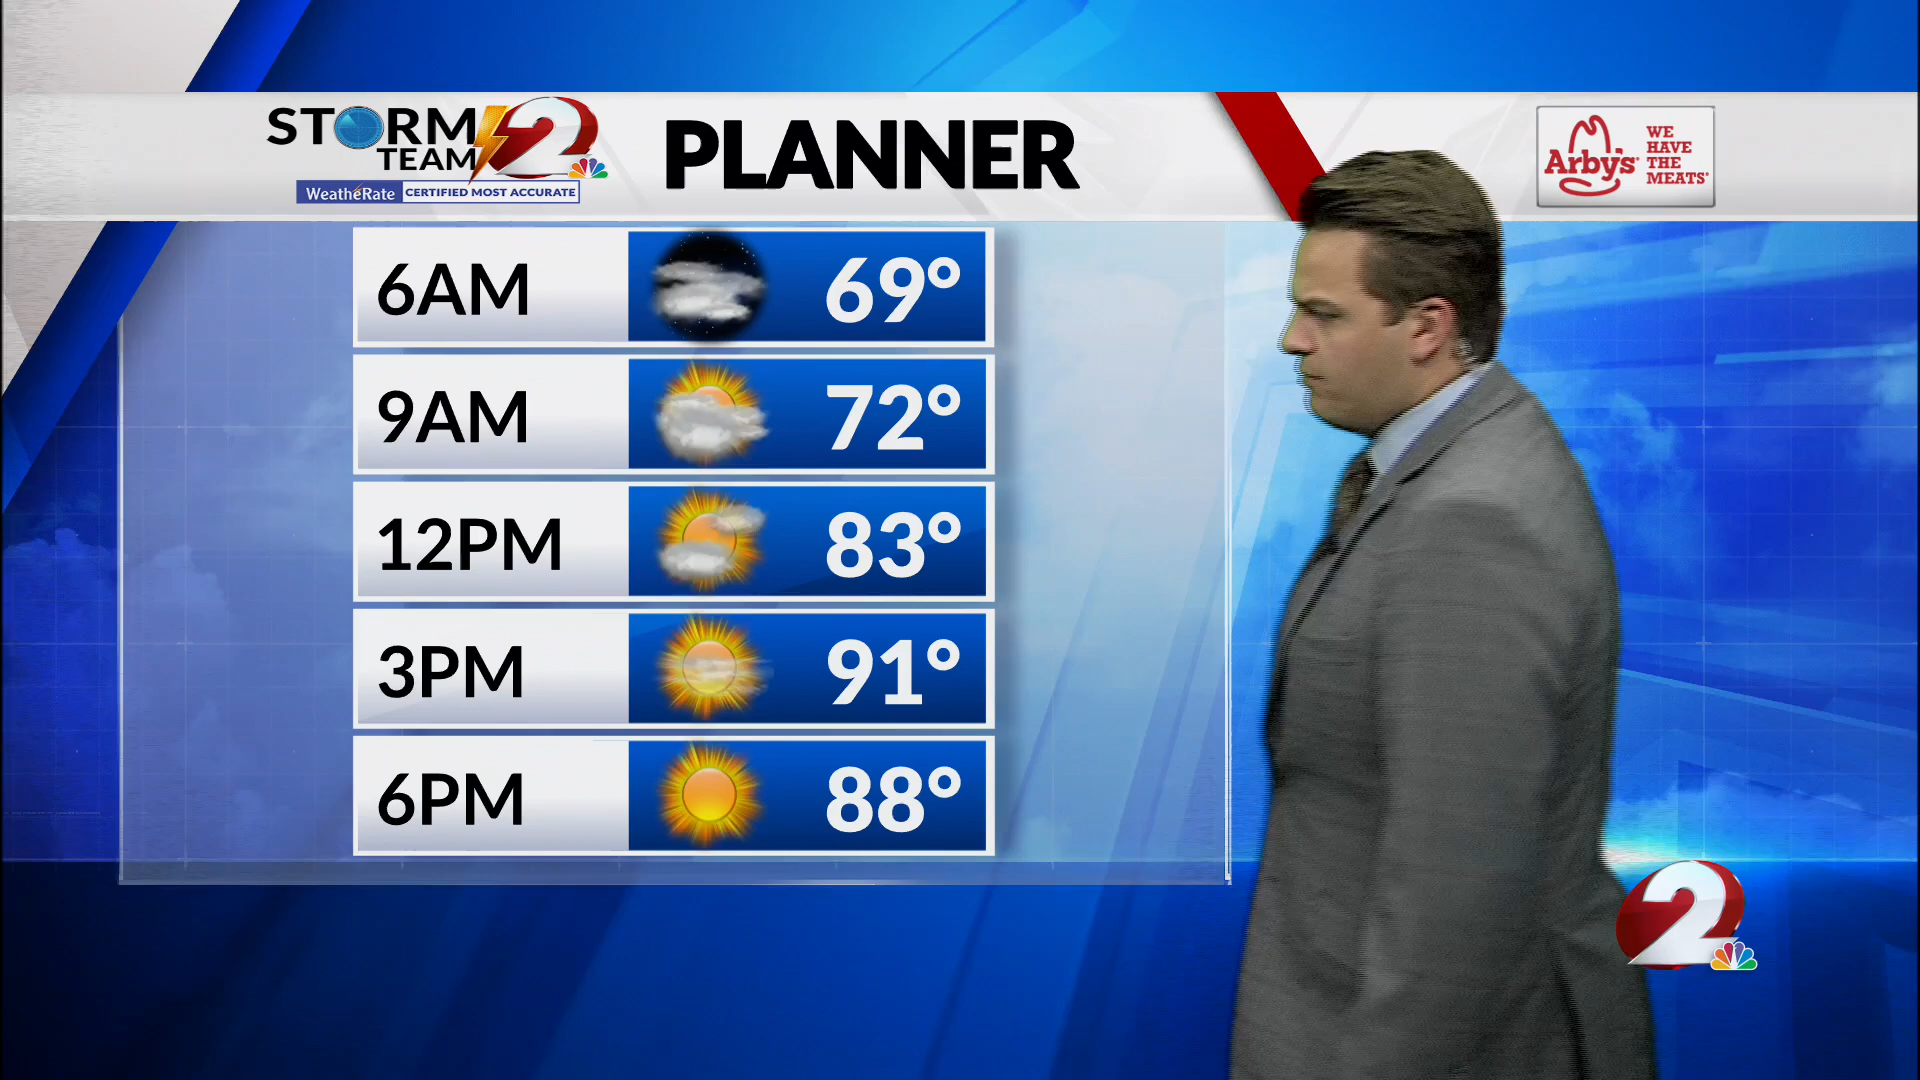 STORM
TEAM
2
WeatheRate CERTIFIED MOST ACCURATE
PLANNER
Arby's
WE
HAVE
THE
MEATS
6AM 69°
9AM 72°
12PM 83°
3PM 91°
6PM 88°
2